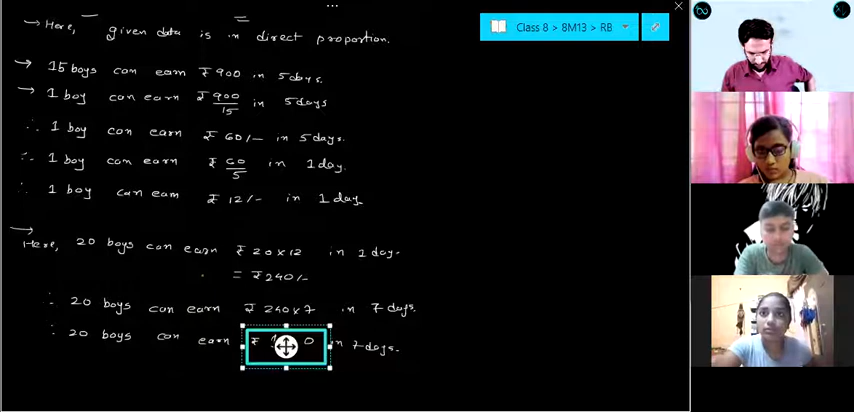 ...
→ Here, given data is in direct proportion.
Class 8 > 8M13 > RB
→ 15 boys can earn ₹ 900 in 5 days.
→ 1 boy can earn ₹ 900/15 in 5 days
∴ 1 boy can earn ₹ 60/- in 5 days.
∴ 1 boy can earn ₹ 60/5 in 1 day.
∴ 1 boy can earn ₹ 12/- in 1 day
→ Here, 20 boys can earn ₹ 20×12 in 1 day.
= ₹ 240/-
∴ 20 boys can earn ₹ 240×7 in 7 days.
∴ 20 boys can earn ₹ in 7 days.